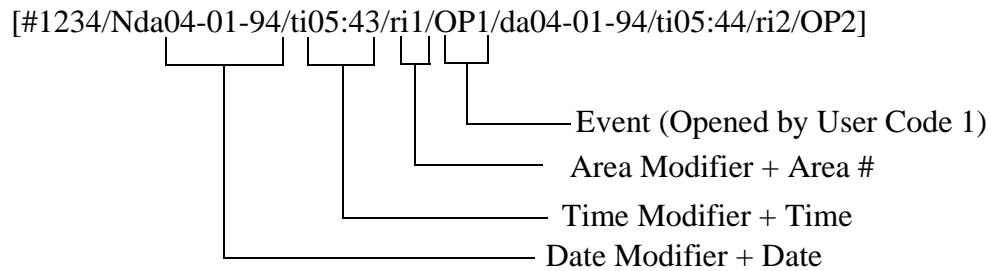 [#1234/Nda04-01-94/ti05:43/ri1/OP1/da04-01-94/ti05:44/ri2/OP2]
Event (Opened by User Code 1)
Area Modifier + Area #
Time Modifier + Time
Date Modifier + Date